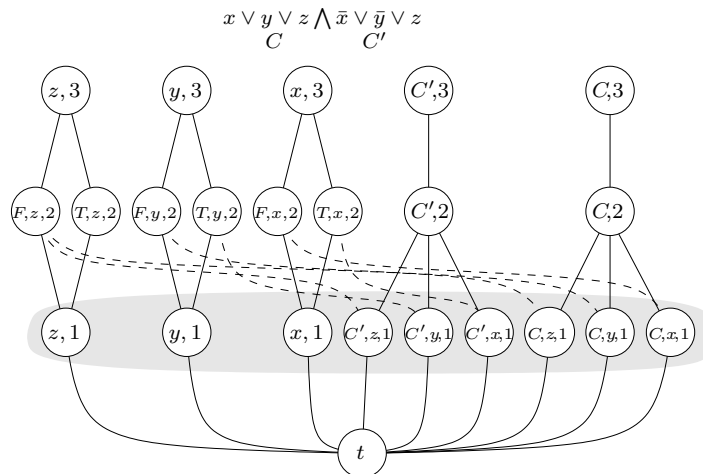 x ∨ y ∨ z ⋀ x̄ ∨ ȳ ∨ z
C C′
z, 3 y, 3 x, 3 C′,3 C,3
F,z,2 T,z,2 F,y,2 T,y,2 F,x,2 T,x,2 C′,2 C,2
z, 1 y, 1 x, 1 C′,z,1 C′,y,1 C′,x,1 C,z,1 C,y,1 C,x,1
t